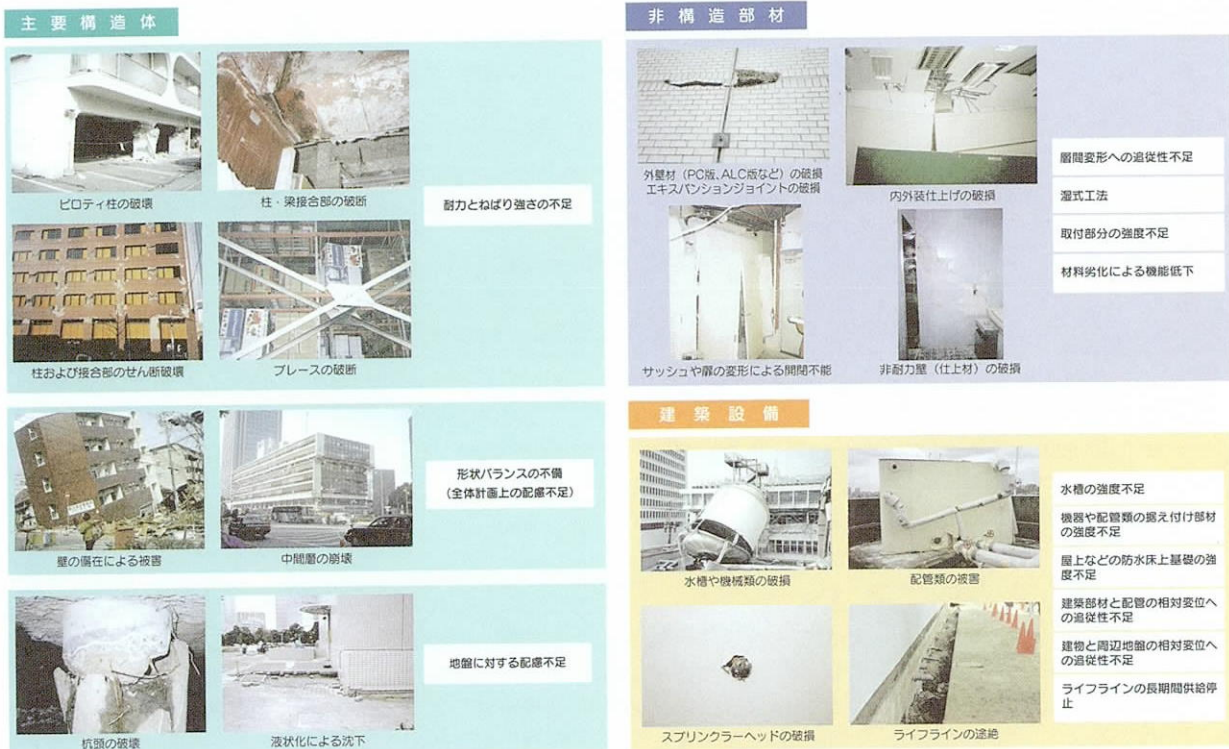 主要構造体
ピロティ柱の破壊
柱・梁接合部の破断
柱および接合部のせん断破壊
ブレースの破断
耐力とねばり強さの不足
壁の偏在による被害
中間層の崩壊
形状バランスの不備
(全体計画上の配慮不足)
杭頭の破壊
液状化による沈下
地盤に対する配慮不足
非構造部材
外壁材(PC版、ALC版など)の破損
エキスパンションジョイントの破損
内外装仕上げの破損
サッシュや扉の変形による開閉不能
非耐力壁(仕上材)の破損
層間変形への追従性不足
湿式工法
取付部分の強度不足
材料劣化による機能低下
建築設備
水槽や機械類の破損
配管類の被害
スプリンクラーヘッドの破損
ライフラインの途絶
水槽の強度不足
機器や配管類の据え付け部材
の強度不足
屋上などの防水床上基礎の強
度不足
建築部材と配管の相対変位へ
の追従性不足
建物と周辺地盤の相対変位へ
の追従性不足
ライフラインの長期間供給停
止